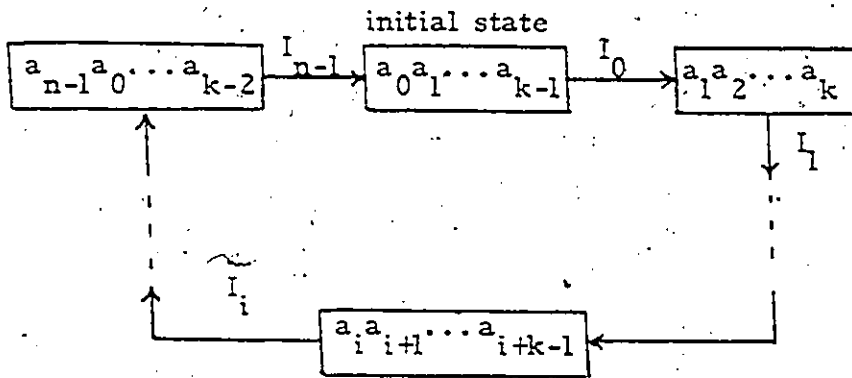 initial state
a_{n-1}a_0...a_{k-2} I_{n-1} a_0a_1...a_{k-1} I_0 a_1a_2...a_k
I_1
I_i
a_ia_{i+1}...a_{i+k-1}